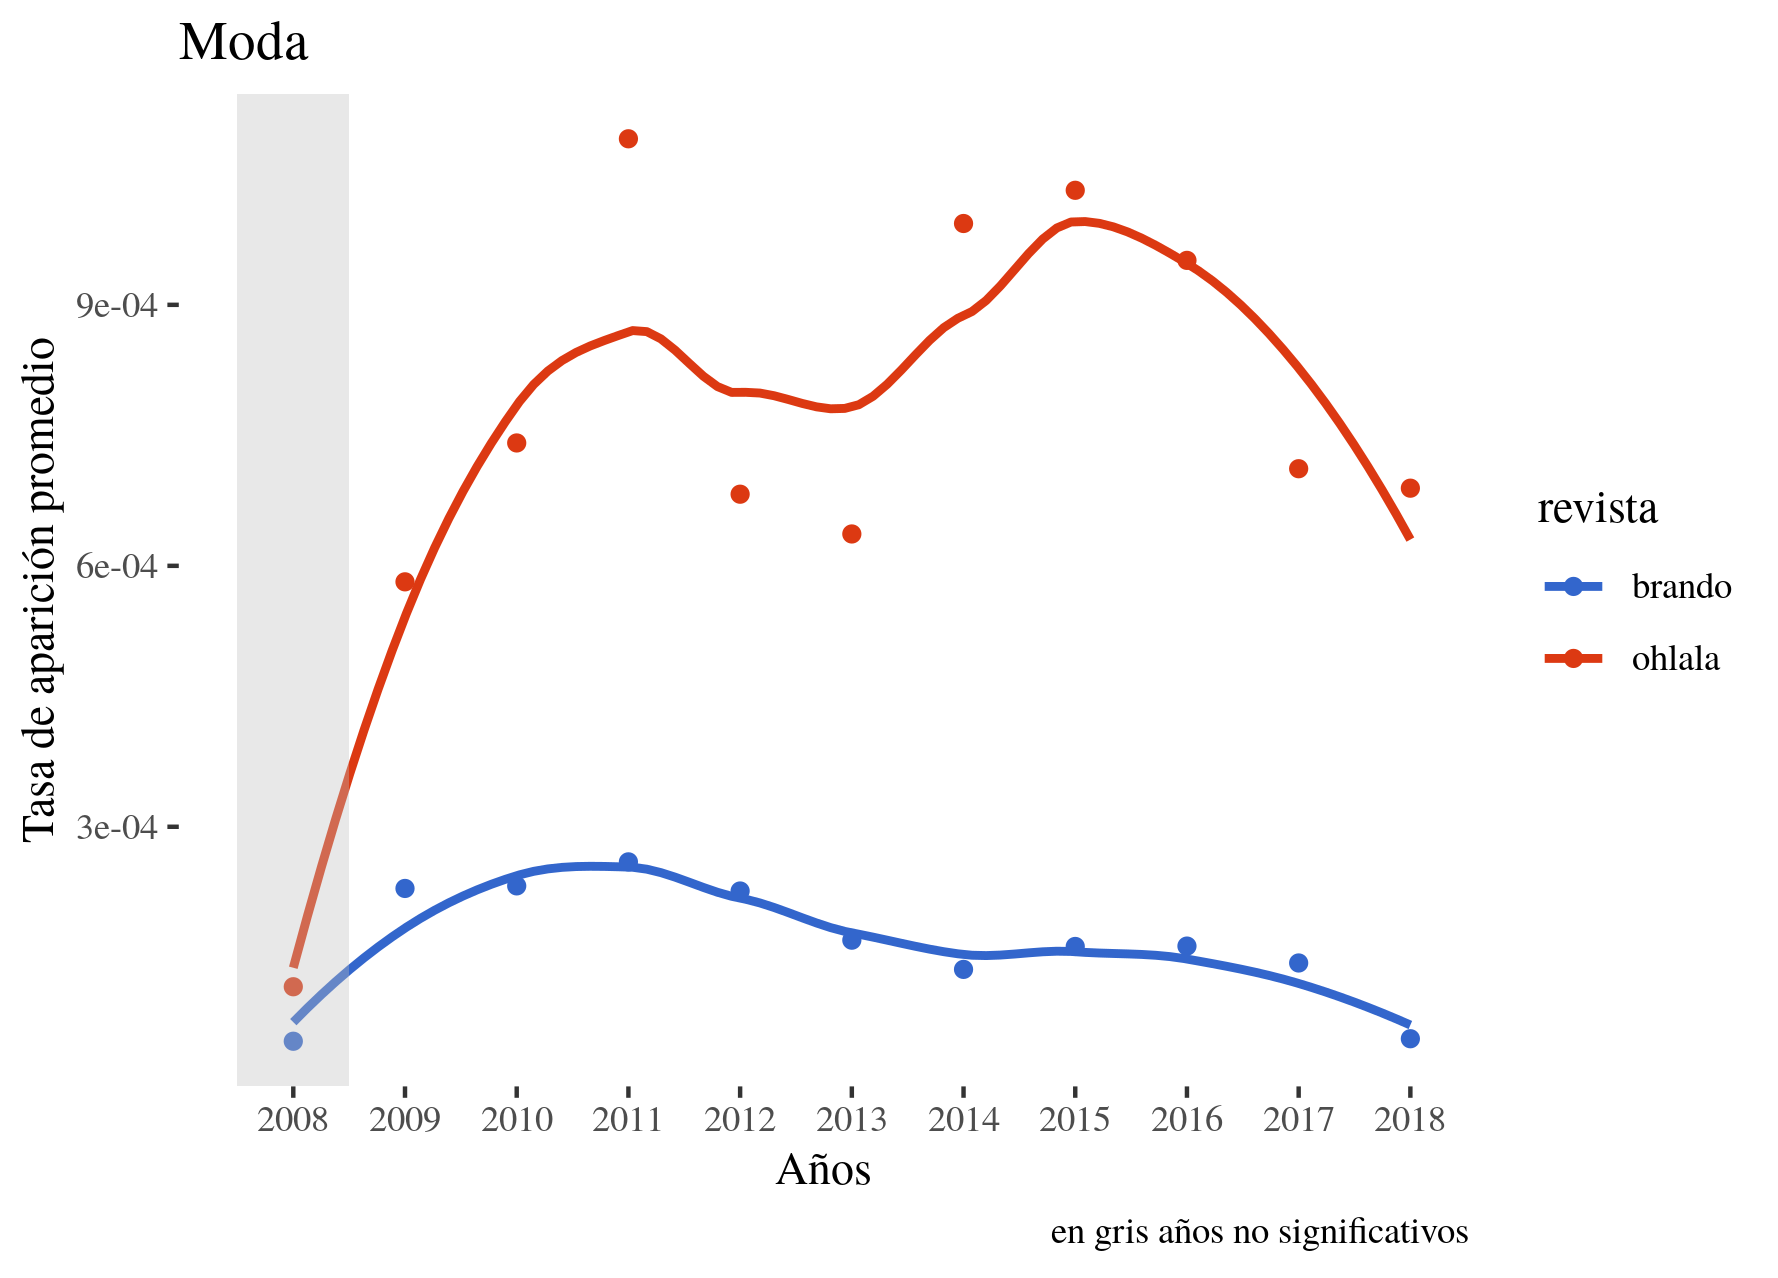 Moda
Tasa de aparición promedio
9e-04
6e-04
3e-04
2008 2009 2010 2011 2012 2013 2014 2015 2016 2017 2018
Años
revista
brando
ohlala
en gris años no significativos